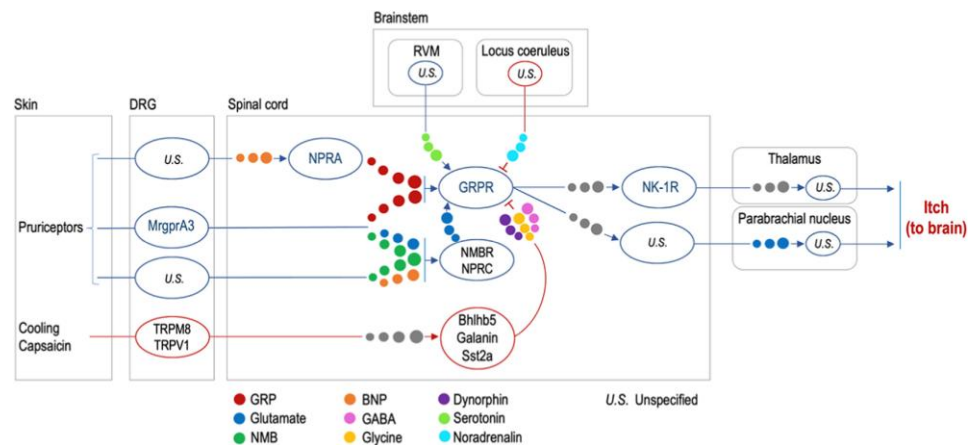 Brainstem
RVM
U.S.
Locus coeruleus
U.S.
Skin
DRG
Spinal cord
U.S.
NPRA
GRPR
NK-1R
Thalamus
U.S.
Itch
(to brain)
Pruriceptors
MrgprA3
Parabrachial nucleus
U.S.
U.S.
U.S.
NMBR
NPRC
Cooling
Capsaicin
TRPM8
TRPV1
Bhlhb5
Galanin
Sst2a
GRP
BNP
Dynorphin
U.S. Unspecified
Glutamate
GABA
Serotonin
NMB
Glycine
Noradrenalin